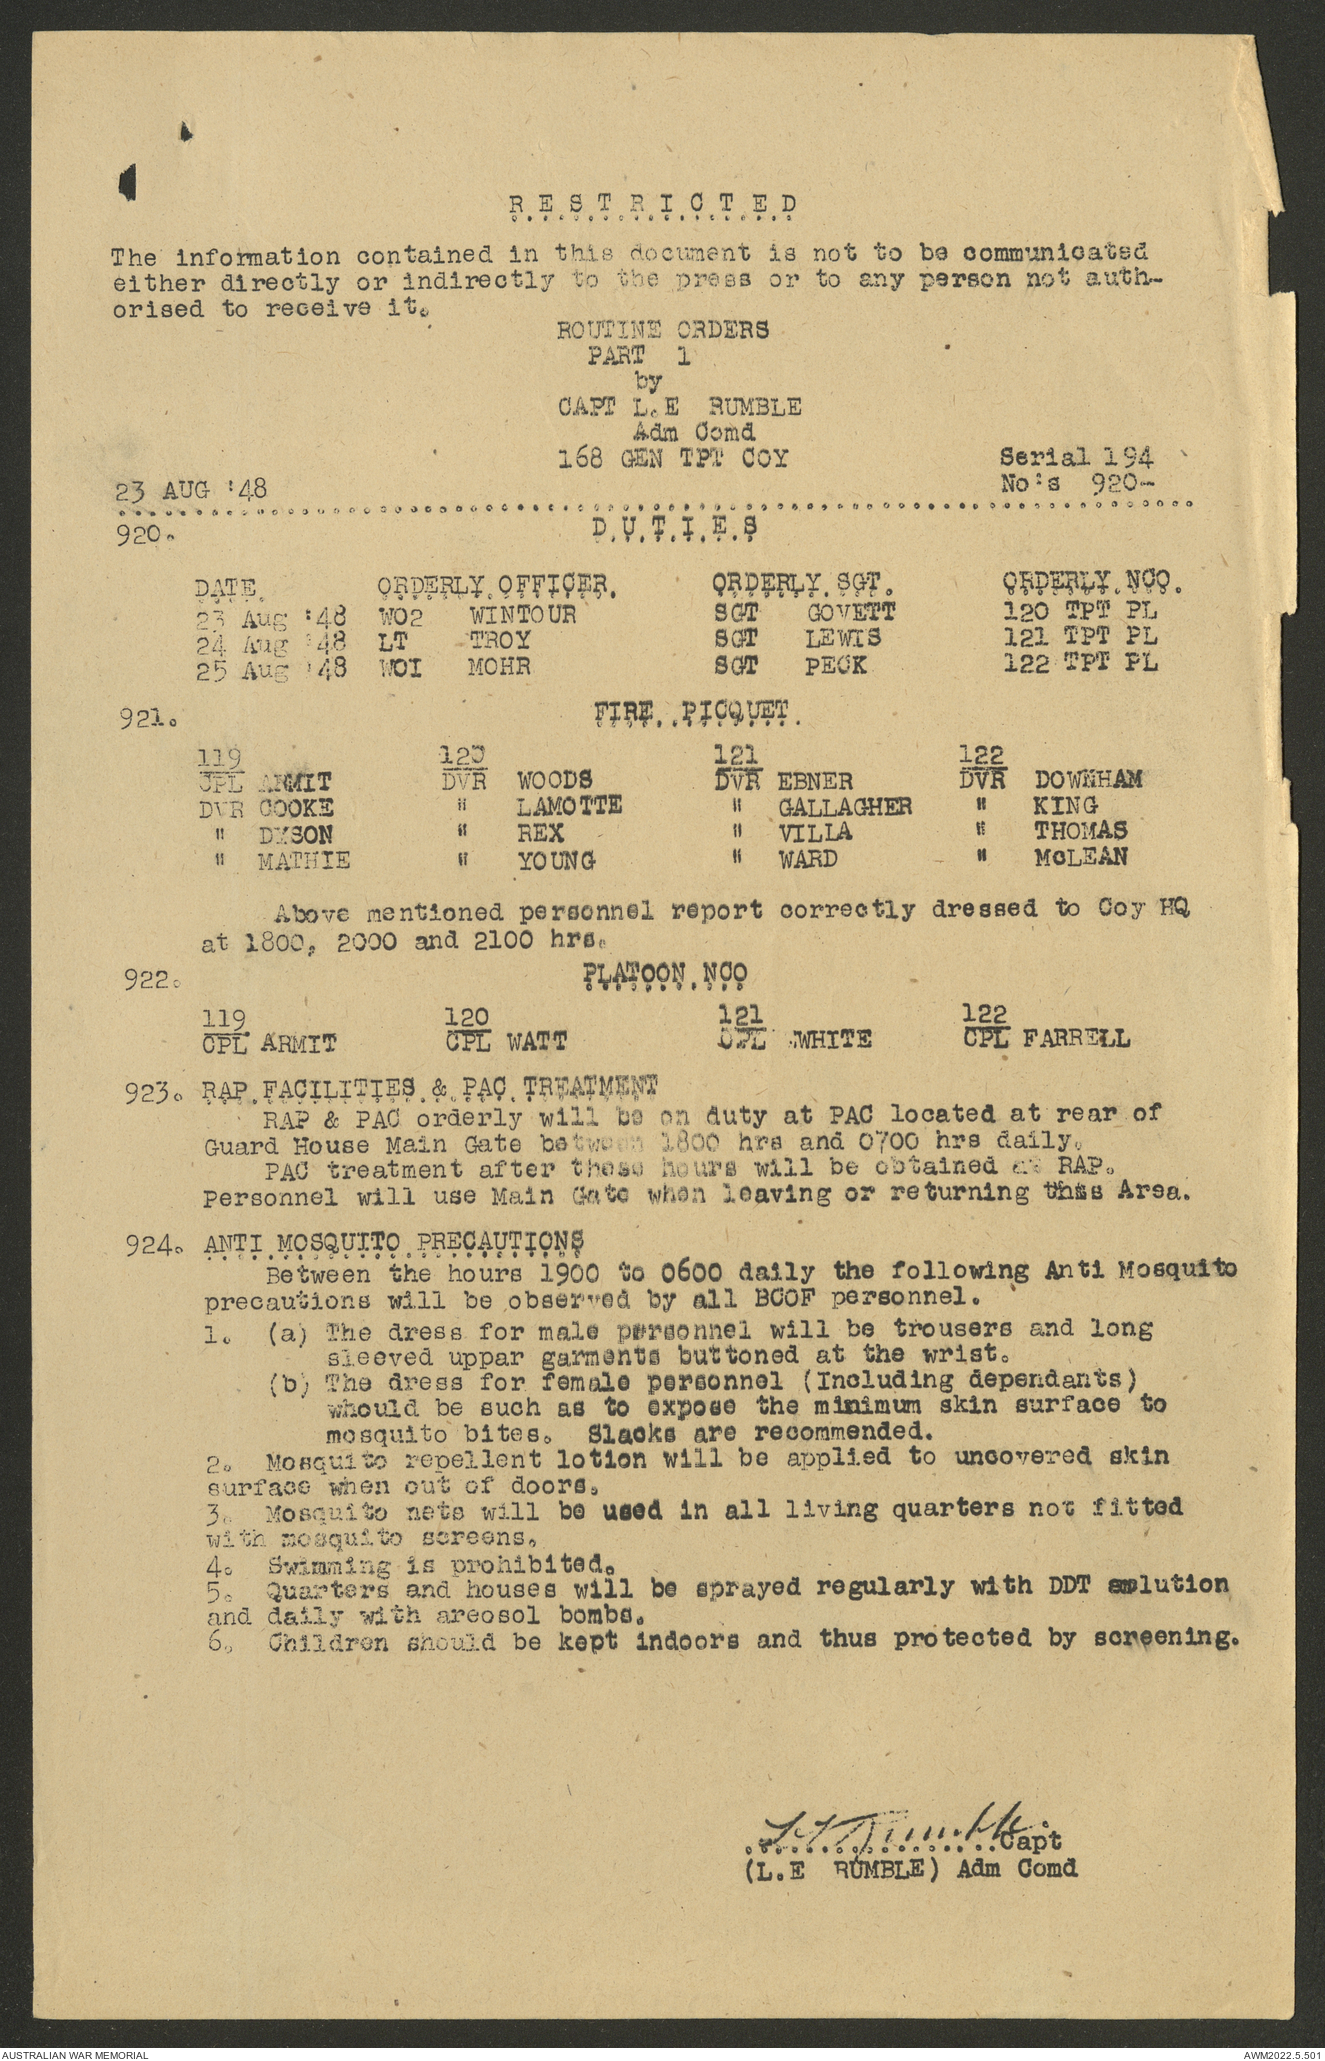 R E S T R I C T E D
The information contained in this document is not to be communicated
either directly or indirectly to the press or to any person not auth-
orised to receive it.
ROUTINE ORDERS
PART 1
by
CAPT L.E RUMBLE
Adm Comd
168 GEN TPT COY
Serial 194
23 AUG '48
No's 920-
920.
D.U.T.I.E.S
DATE. ORDERLY OFFICER. ORDERLY SGT. ORDERLY NCO.
23 Aug '48 WO2 WINTOUR SGT GOVETT 120 TPT PL
24 Aug '48 LT TROY SGT LEWIS 121 TPT PL
25 Aug '48 WOI MOHR SGT PECK 122 TPT PL
921. FIRE PICQUET.
119 120 121 122
CPL ARMIT DVR WOODS DVR EBNER DVR DOWNHAM
DVR COOKE " LAMOTTE " GALLAGHER " KING
" DYSON " REX " VILLA " THOMAS
" MATHIE " YOUNG " WARD " McLEAN
Above mentioned personnel report correctly dressed to Coy HQ
at 1800, 2000 and 2100 hrs.
922. PLATOON NCO
119 120 121 122
CPL ARMIT CPL WATT CPL WHITE CPL FARRELL
923. RAP FACILITIES & PAC TREATMENT
RAP & PAC orderly will be on duty at PAC located at rear of
Guard House Main Gate between 1800 hrs and 0700 hrs daily.
PAC treatment after these hours will be obtained at RAP.
Personnel will use Main Gate when leaving or returning this Area.
924. ANTI MOSQUITO PRECAUTIONS
Between the hours 1900 to 0600 daily the following Anti Mosquito
precautions will be observed by all BCOF personnel.
1. (a) The dress for male personnel will be trousers and long
sleeved uppar garments buttoned at the wrist.
(b) The dress for female personnel (Including dependants)
whould be such as to expose the minimum skin surface to
mosquito bites. Slacks are recommended.
2. Mosquito repellent lotion will be applied to uncovered skin
surface when out of doors.
3. Mosquito nets will be used in all living quarters not fitted
with mosquito screens.
4. Swimming is prohibited.
5. Quarters and houses will be sprayed regularly with DDT solution
and daily with areosol bombs.
6. Children should be kept indoors and thus protected by screening.
L E Rumble Capt
(L.E RUMBLE) Adm Comd
AUSTRALIAN WAR MEMORIAL
AWM2022.5.501